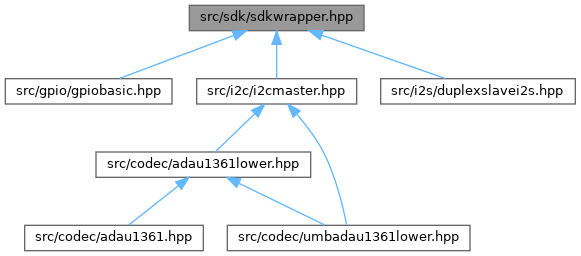 src/sdk/sdkwrapper.hpp
src/gpio/gpiobasic.hpp
src/i2c/i2cmaster.hpp
src/i2s/duplexslavei2s.hpp
src/codec/adau1361lower.hpp
src/codec/adau1361.hpp
src/codec/umbadau1361lower.hpp